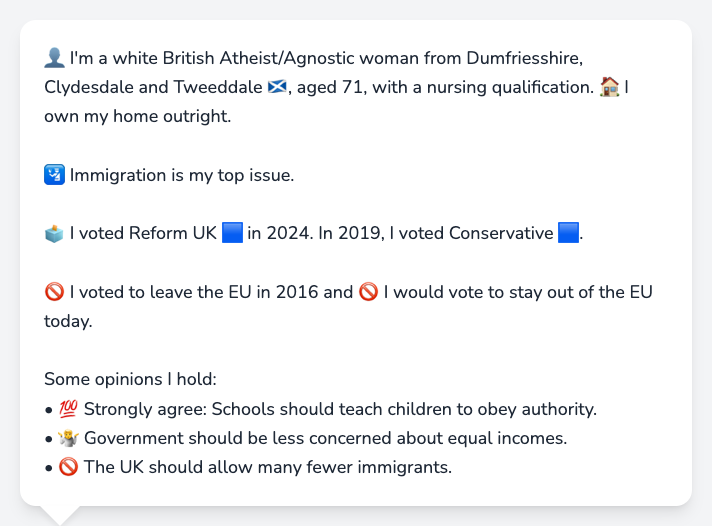 👤 I'm a white British Atheist/Agnostic woman from Dumfriesshire,
Clydesdale and Tweeddale 🏴󠁧󠁢󠁳󠁣󠁴󠁿, aged 71, with a nursing qualification. 🏠 I
own my home outright.
🛂 Immigration is my top issue.
🗳️ I voted Reform UK 🟦 in 2024. In 2019, I voted Conservative 🟦.
🚫 I voted to leave the EU in 2016 and 🚫 I would vote to stay out of the EU
today.
Some opinions I hold:
• 💯 Strongly agree: Schools should teach children to obey authority.
• 🤷 Government should be less concerned about equal incomes.
• 🚫 The UK should allow many fewer immigrants.